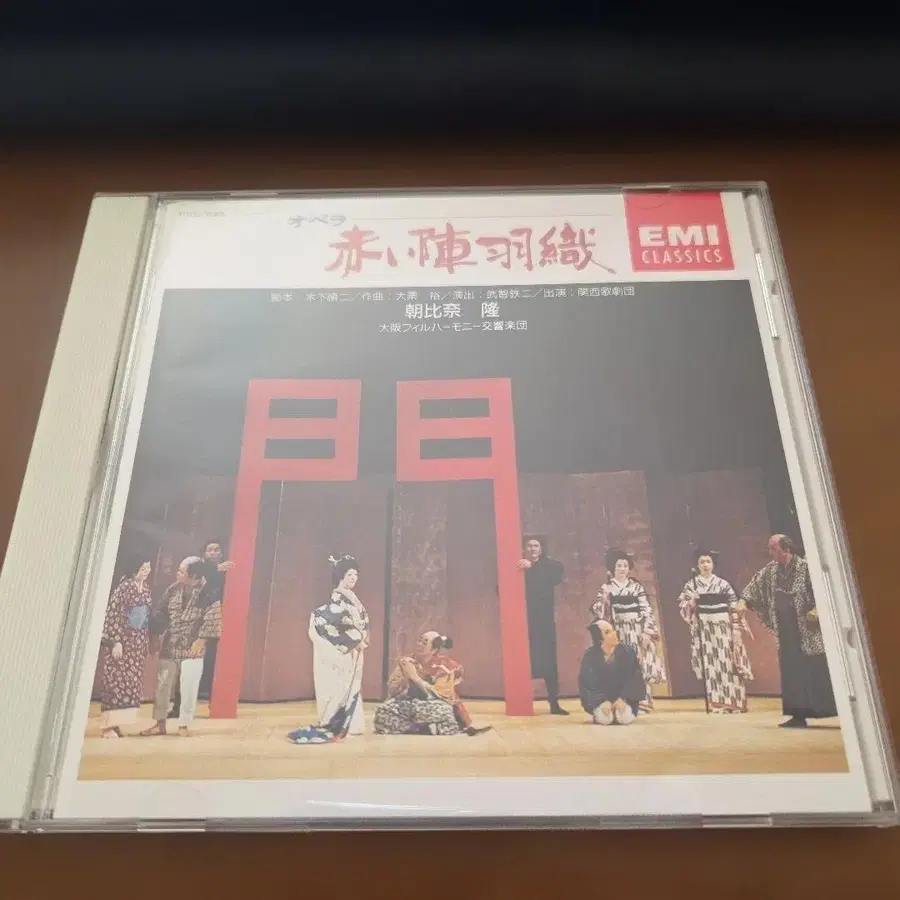 オペラ
赤い陣羽織
EMI
CLASSICS
脚本 木下順二／作曲：大栗 裕／演出：武智鉄二／出演：関西歌劇団
朝比奈 隆
大阪フィルハーモニー交響楽団
門